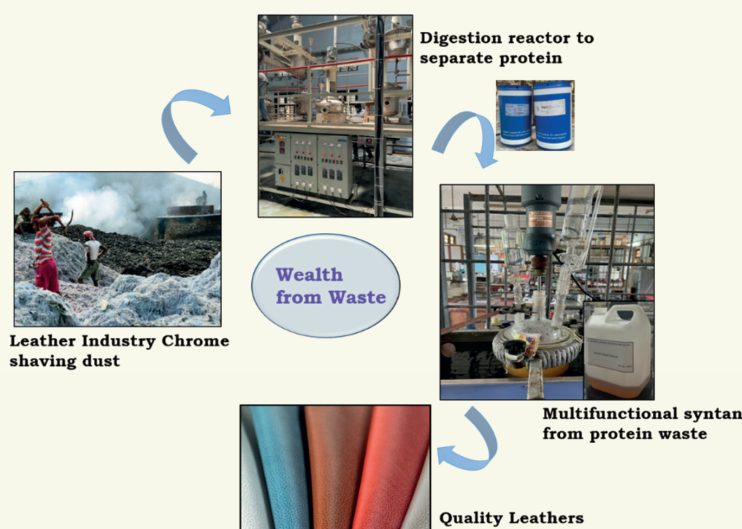 Digestion reactor to
separate protein
Wealth
from Waste
Leather Industry Chrome
shaving dust
Multifunctional syntan
from protein waste
Quality Leathers